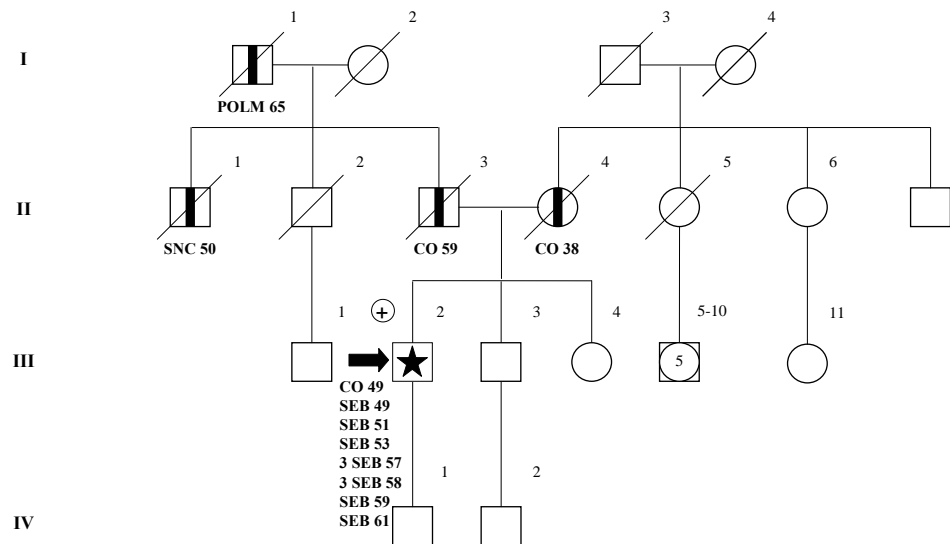 1 2 3 4
I
POLM 65
1 2 3 4 5 6
II
SNC 50 CO 59 CO 38
1 + 2 3 4 5-10 11
III
5
CO 49
SEB 49
SEB 51
SEB 53
3 SEB 57
3 SEB 58
SEB 59
SEB 61
1 2
IV